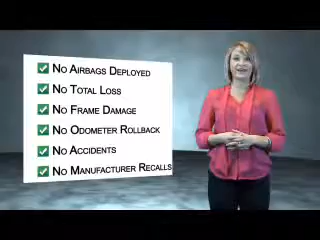 No Airbags Deployed
No Total Loss
No Frame Damage
No Odometer Rollback
No Accidents
No Manufacturer Recalls